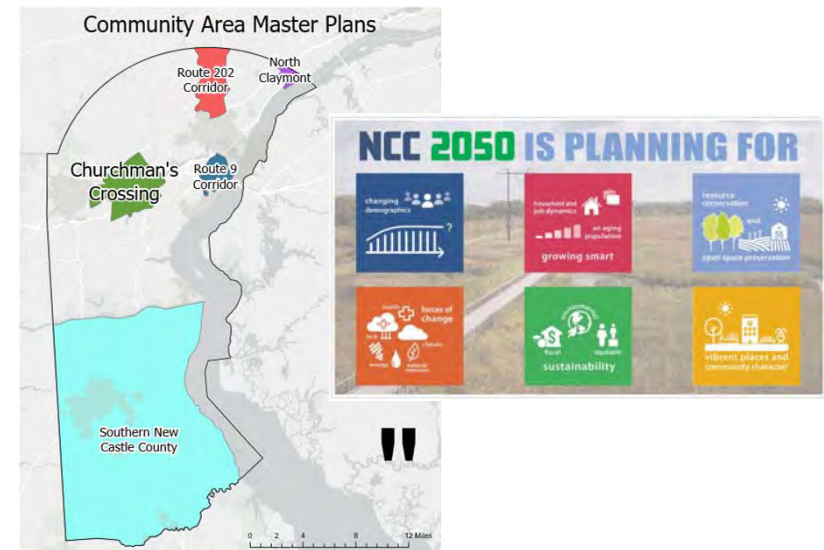 Community Area Master Plans
Route 202
Corridor
North
Claymont
Churchman's
Crossing
Route 9
Corridor
Southern New
Castle County
0 2 4 8 12 Miles
"
NCC 2050 IS PLANNING FOR
changing
demographics
?
household and
job dynamics
an aging
population
growing smart
resource
conservation
and
open space preservation
health
forces of
change
tech
climate
energy
natural
resources
environmental
$
fiscal
equitable
sustainability
vibrant places and
community character